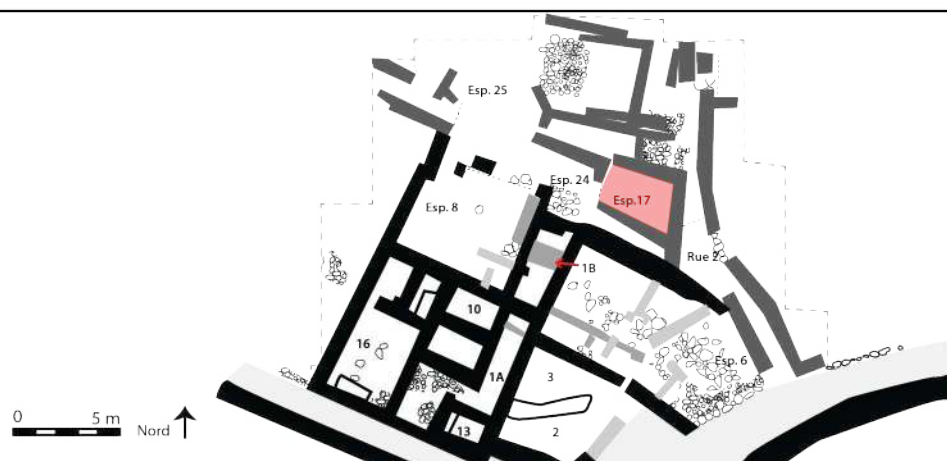 Esp. 25
Esp. 24
Esp.17
Esp. 8
Rue 2
1B
10
16
Esp. 6
1A
3
0 5 m
Nord
13
2